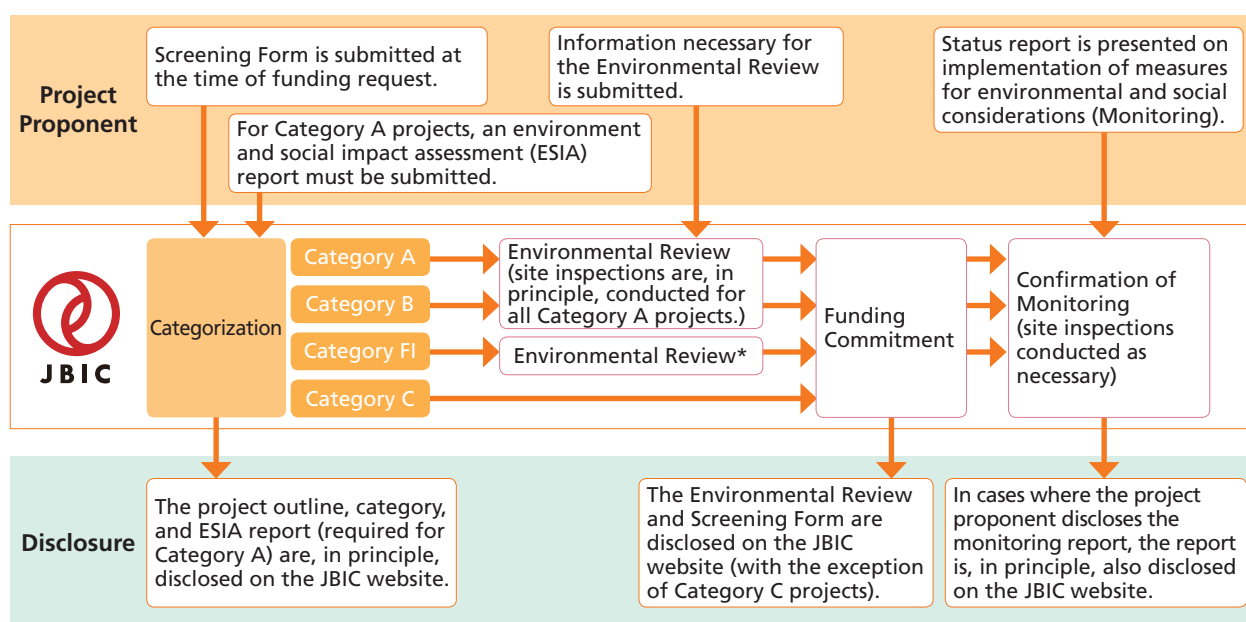 Project
Proponent
Screening Form is submitted at
the time of funding request.
For Category A projects, an environment
and social impact assessment (ESIA)
report must be submitted.
Information necessary for
the Environmental Review
is submitted.
Status report is presented on
implementation of measures
for environmental and social
considerations (Monitoring).
JBIC
Categorization
Category A
Category B
Category FI
Category C
Environmental Review
(site inspections are, in
principle, conducted for
all Category A projects.)
Environmental Review*
Funding
Commitment
Confirmation of
Monitoring
(site inspections
conducted as
necessary)
Disclosure
The project outline, category,
and ESIA report (required for
Category A) are, in principle,
disclosed on the JBIC website.
The Environmental Review
and Screening Form are
disclosed on the JBIC
website (with the exception
of Category C projects).
In cases where the project
proponent discloses the
monitoring report, the report
is, in principle, also disclosed
on the JBIC website.